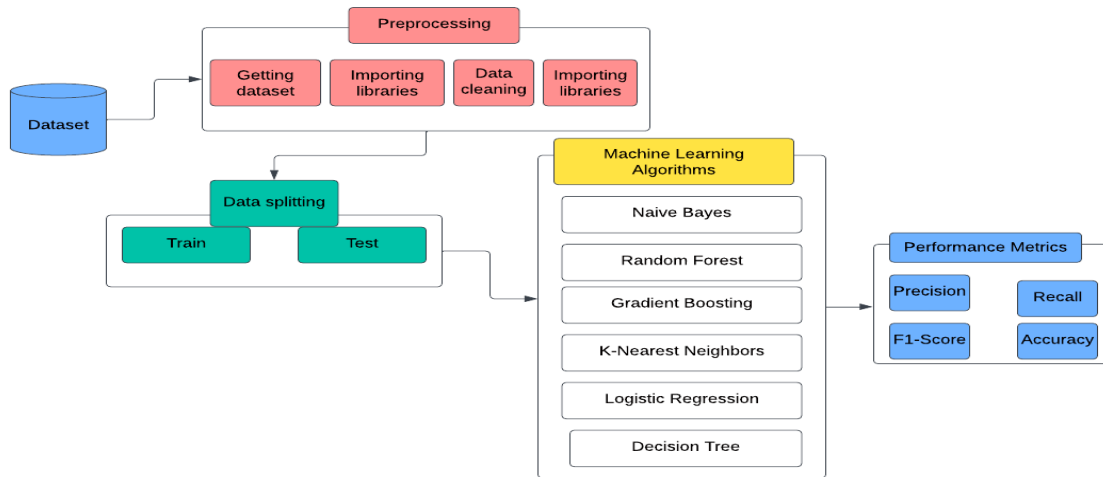 Preprocessing
Getting
dataset
Importing
libraries
Data
cleaning
Importing
libraries
Dataset
Data splitting
Train
Test
Machine Learning
Algorithms
Naive Bayes
Random Forest
Gradient Boosting
K-Nearest Neighbors
Logistic Regression
Decision Tree
Performance Metrics
Precision
Recall
F1-Score
Accuracy